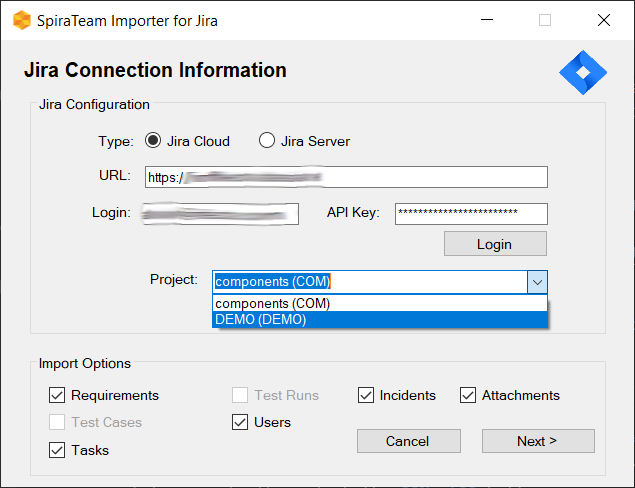 SpiraTeam Importer for Jira
Jira Connection Information
Jira Configuration
Type: Jira Cloud Jira Server
URL: https:/
Login: API Key: ************************
Login
Project: components (COM)
components (COM)
DEMO (DEMO)
Import Options
Requirements Test Runs Incidents Attachments
Test Cases Users
Tasks Cancel Next >